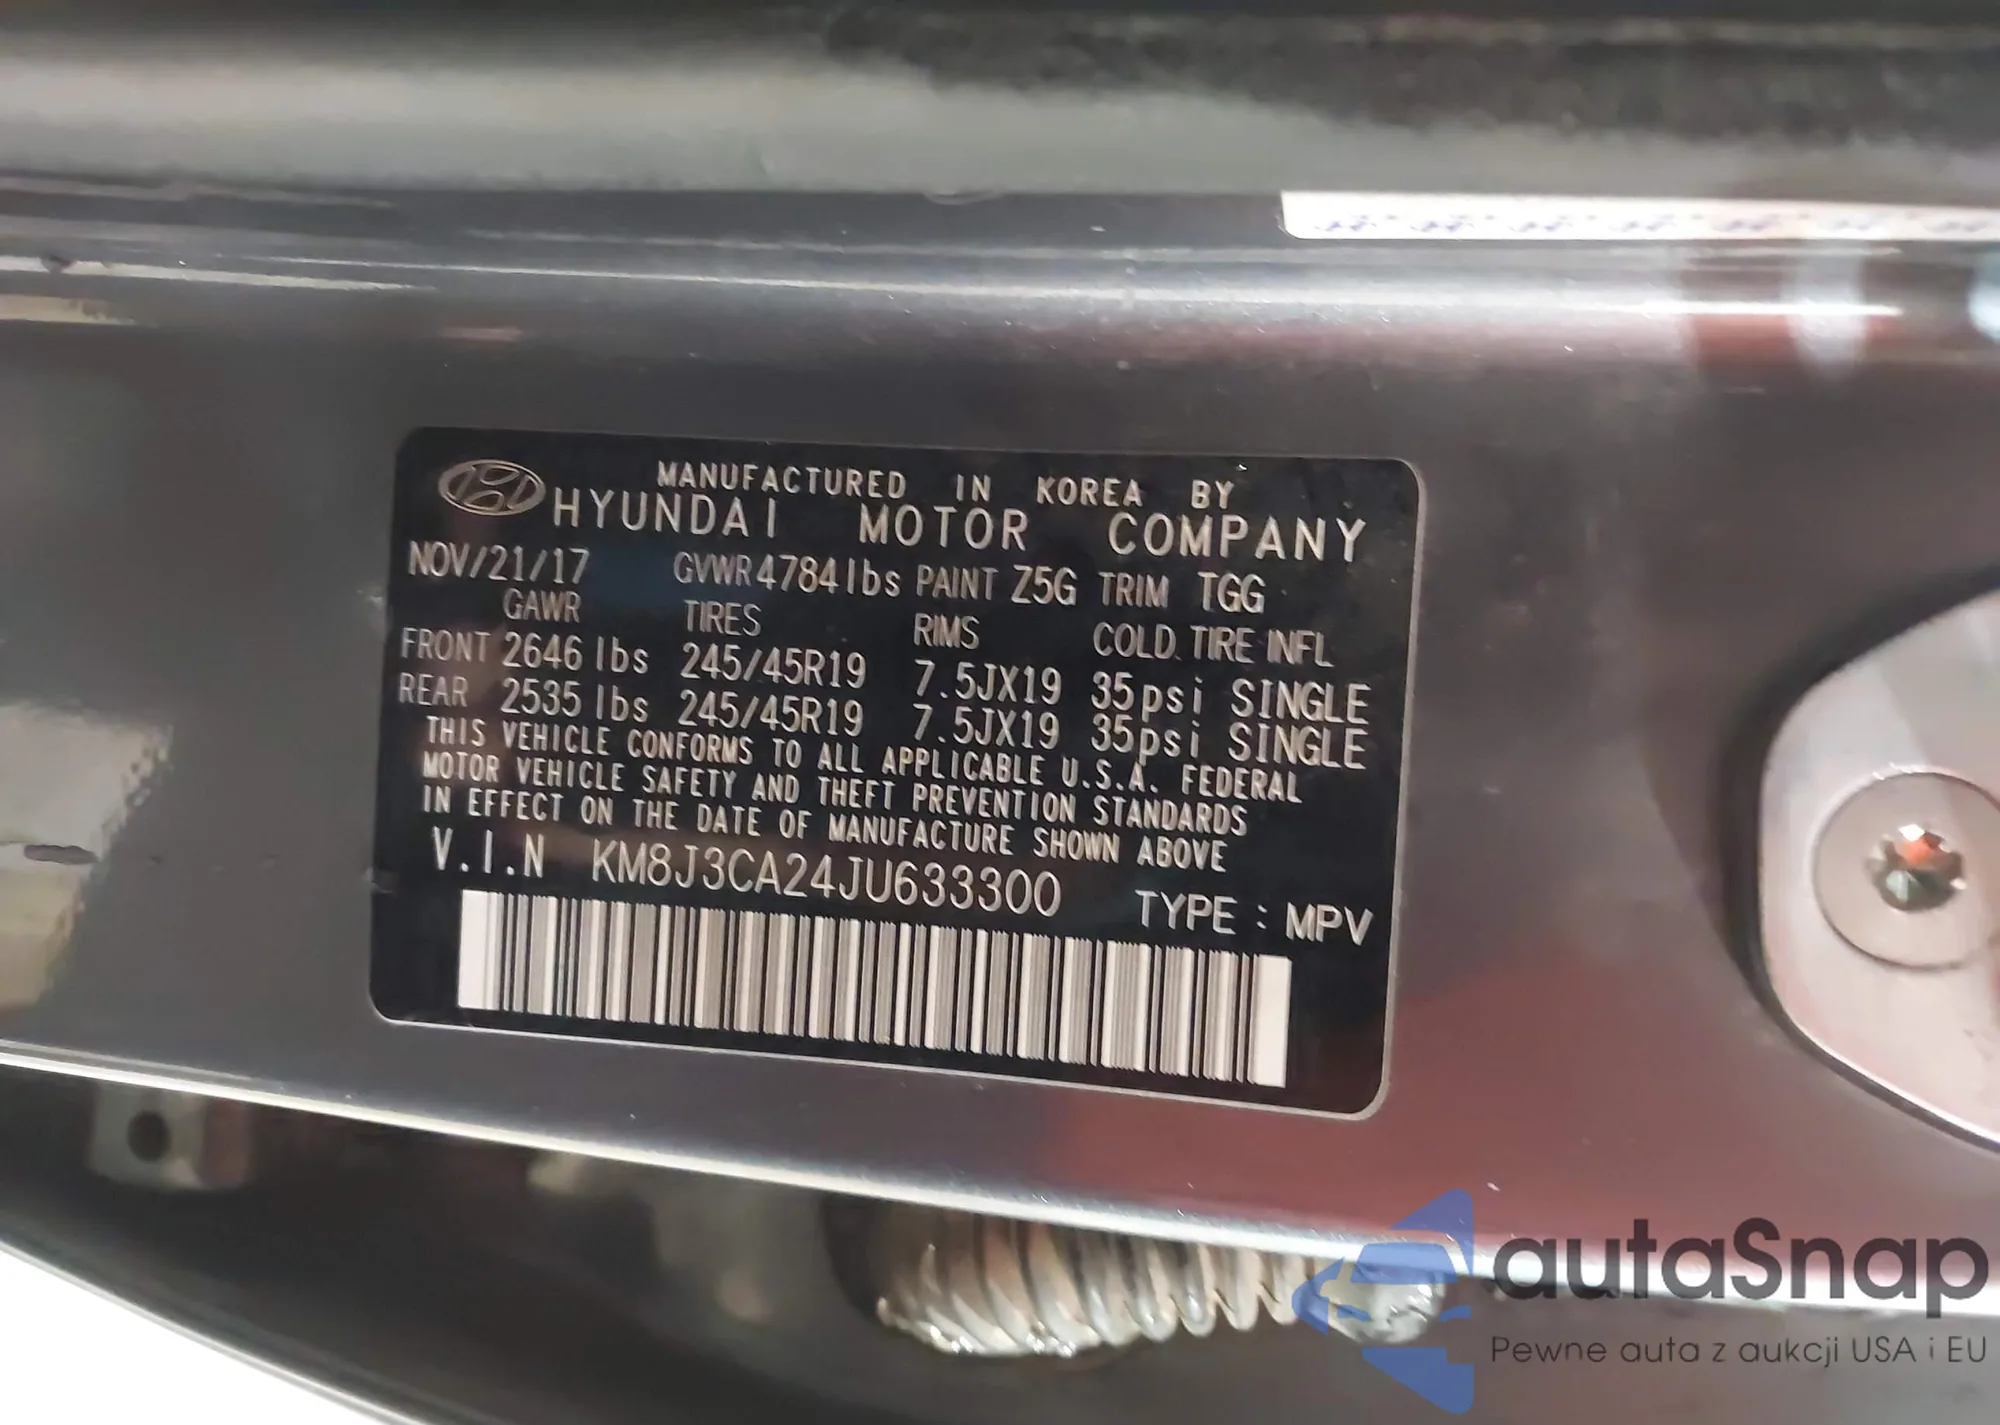 MANUFACTURED IN KOREA BY
HYUNDAI MOTOR COMPANY
NOV/21/17 GVWR 4784 lbs PAINT Z5G TRIM TGG
GAWR TIRES RIMS COLD. TIRE INFL
FRONT 2646 lbs 245/45R19 7.5JX19 35psi SINGLE
REAR 2535 lbs 245/45R19 7.5JX19 35psi SINGLE
THIS VEHICLE CONFORMS TO ALL APPLICABLE U.S.A. FEDERAL
MOTOR VEHICLE SAFETY AND THEFT PREVENTION STANDARDS
IN EFFECT ON THE DATE OF MANUFACTURE SHOWN ABOVE
V.I.N KM8J3CA24JU633300 TYPE : MPV
autaSnap
Pewne auta z aukcji USA i EU